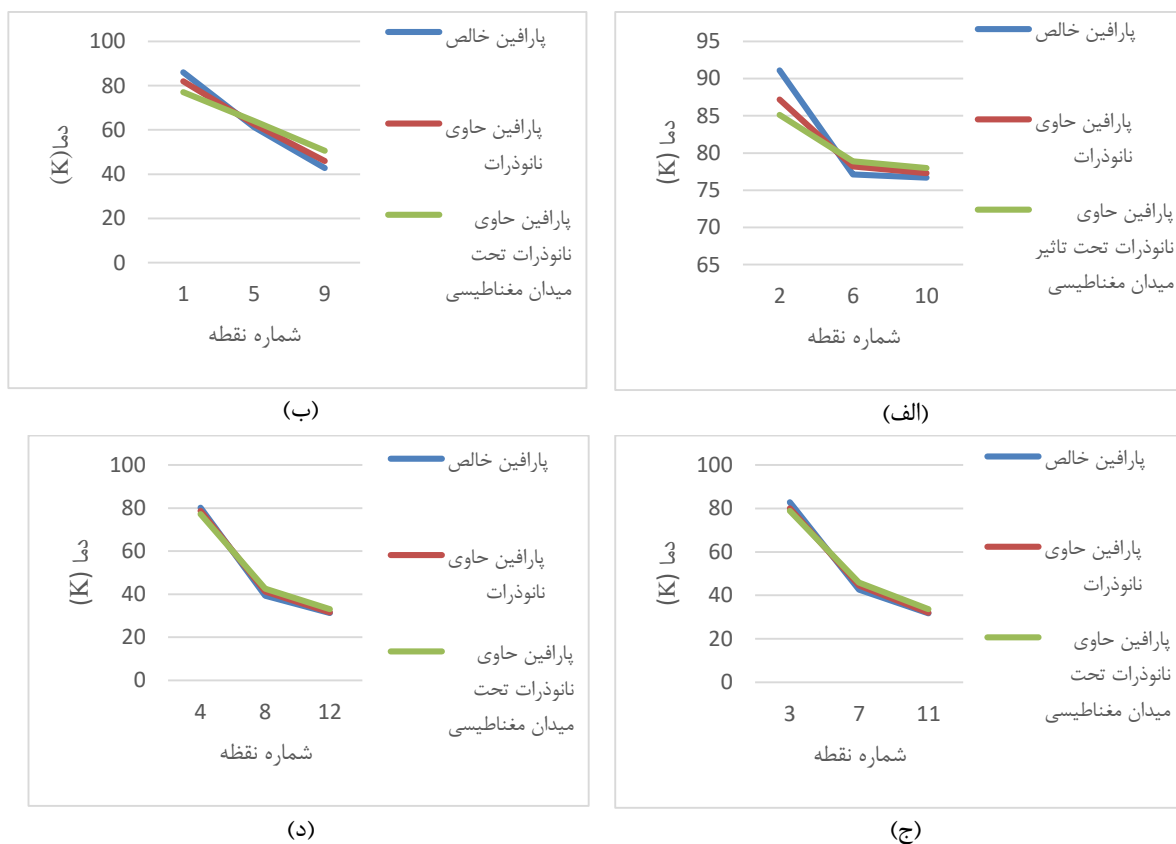 95
90
85
80
75
70
65
دما (K)
2 6 10
شماره نقطه
پارافین خالص
پارافین حاوی
نانوذرات
پارافین حاوی
نانوذرات تحت تاثیر
میدان مغناطیسی
(الف)
100
80
60
40
20
0
دما(K)
1 5 9
شماره نقطه
پارافین خالص
پارافین حاوی
نانوذرات
پارافین حاوی
نانوذرات تحت
میدان مغناطیسی
(ب)
100
80
60
40
20
0
دما (K)
3 7 11
شماره نقطه
پارافین خالص
پارافین حاوی
نانوذرات
پارافین حاوی
نانوذرات تحت
میدان مغناطیسی
(ج)
100
80
60
40
20
0
دما (K)
4 8 12
شماره نقظه
پارافین خالص
پارافین حاوی
نانوذرات
پارافین حاوی
نانوذرات تحت
میدان مغناطیسی
(د)